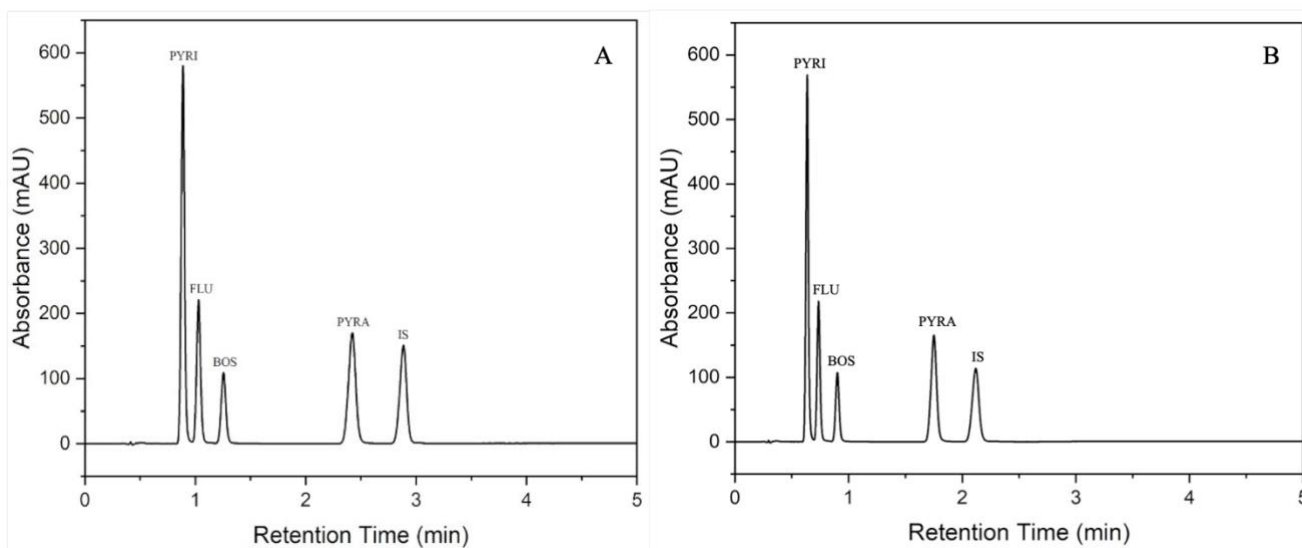 A
PYRI
FLU
BOS
PYRA
IS
600
500
400
300
200
100
0
Absorbance (mAU)
0 1 2 3 4 5
Retention Time (min)
B
PYRI
FLU
BOS
PYRA
IS
600
500
400
300
200
100
0
Absorbance (mAU)
0 1 2 3 4 5
Retention Time (min)